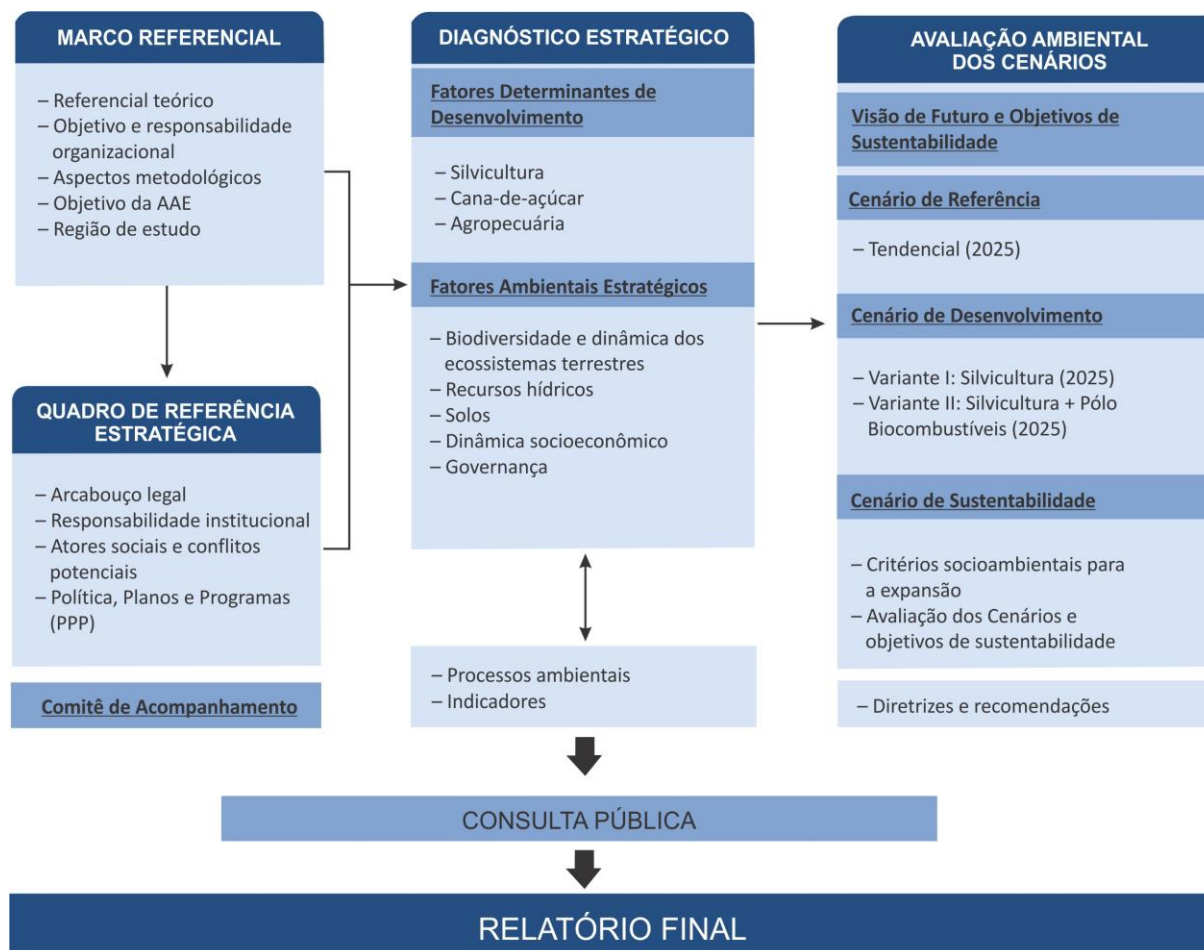 MARCO REFERENCIAL
– Referencial teórico
– Objetivo e responsabilidade
organizacional
– Aspectos metodológicos
– Objetivo da AAE
– Região de estudo
QUADRO DE REFERÊNCIA
ESTRATÉGICA
– Arcabouço legal
– Responsabilidade institucional
– Atores sociais e conflitos
potenciais
– Política, Planos e Programas
(PPP)
Comitê de Acompanhamento
DIAGNÓSTICO ESTRATÉGICO
Fatores Determinantes de
Desenvolvimento
– Silvicultura
– Cana-de-açúcar
– Agropecuária
Fatores Ambientais Estratégicos
– Biodiversidade e dinâmica dos
ecossistemas terrestres
– Recursos hídricos
– Solos
– Dinâmica socioeconômico
– Governança
– Processos ambientais
– Indicadores
AVALIAÇÃO AMBIENTAL
DOS CENÁRIOS
Visão de Futuro e Objetivos de
Sustentabilidade
Cenário de Referência
– Tendencial (2025)
Cenário de Desenvolvimento
– Variante I: Silvicultura (2025)
– Variante II: Silvicultura + Pólo
Biocombustíveis (2025)
Cenário de Sustentabilidade
– Critérios socioambientais para
a expansão
– Avaliação dos Cenários e
objetivos de sustentabilidade
– Diretrizes e recomendações
CONSULTA PÚBLICA
RELATÓRIO FINAL